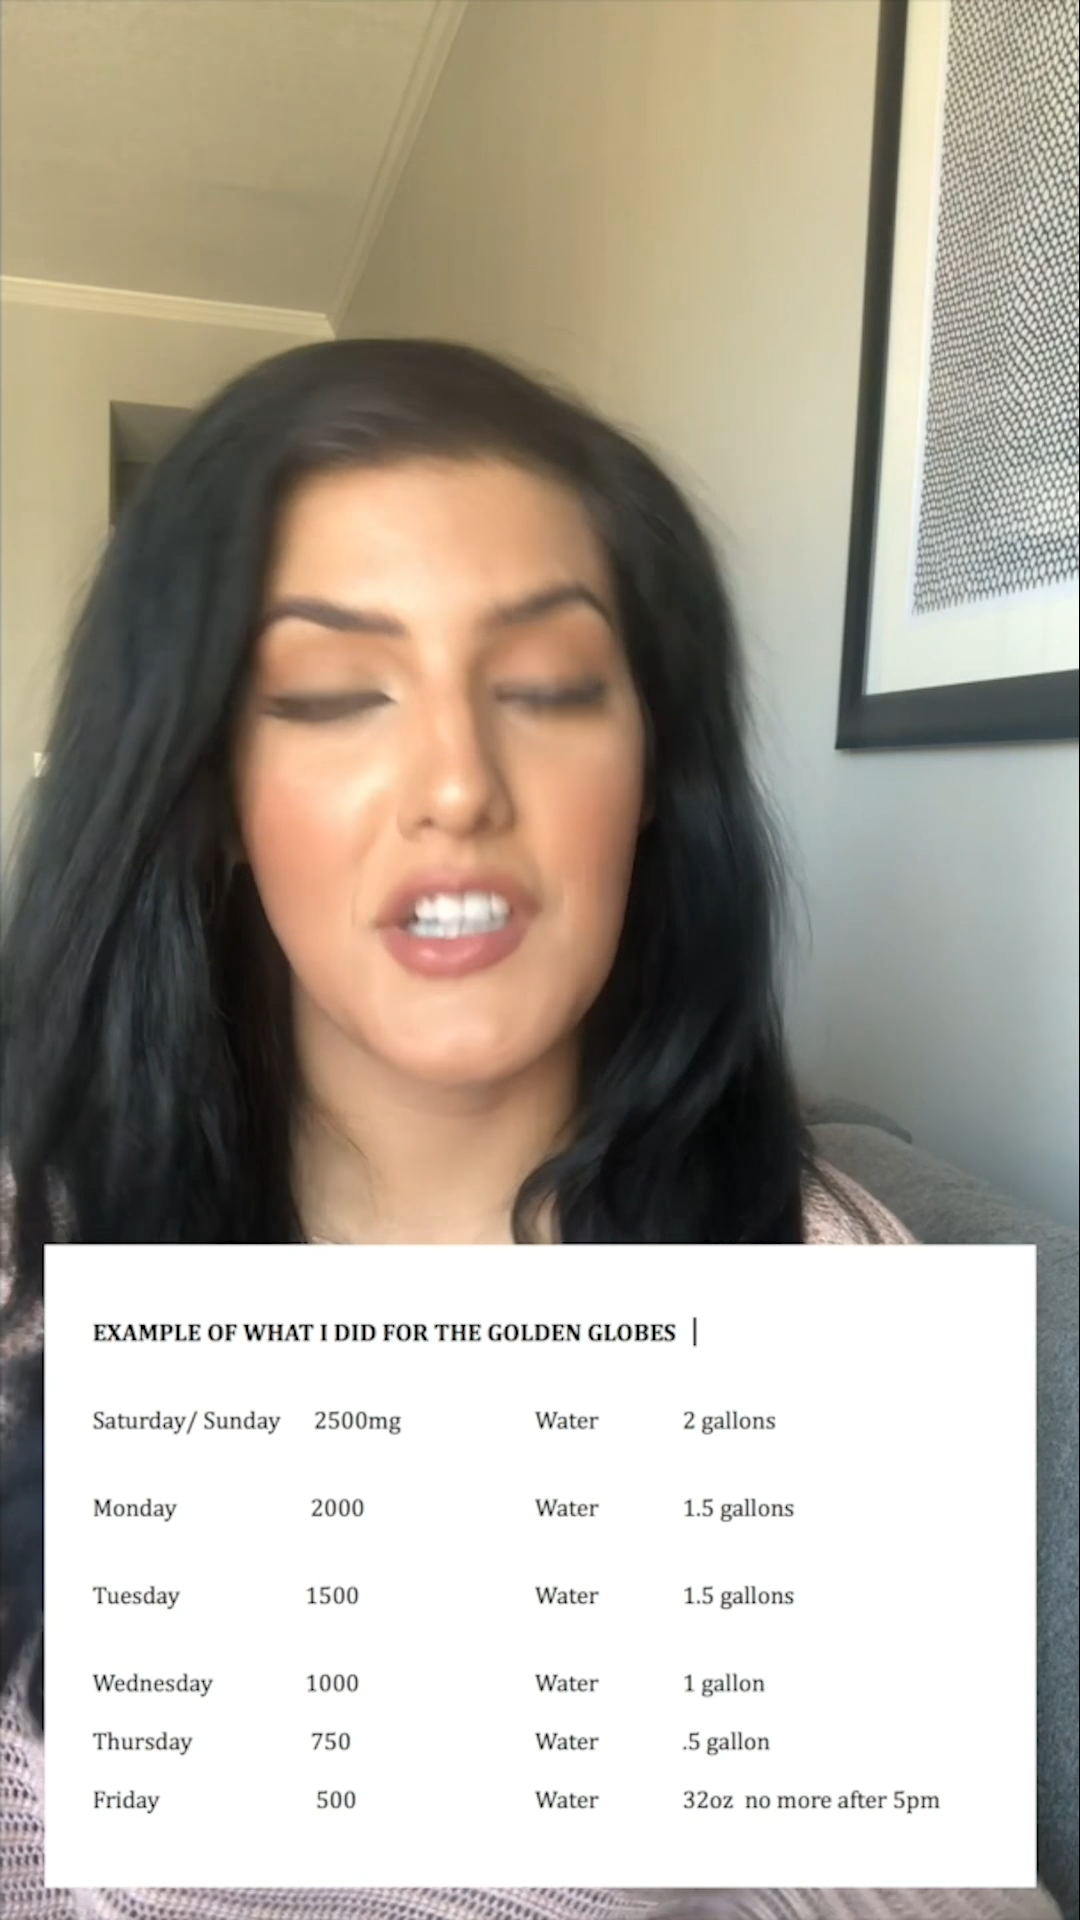 EXAMPLE OF WHAT I DID FOR THE GOLDEN GLOBES
Saturday/ Sunday 2500mg Water 2 gallons
Monday 2000 Water 1.5 gallons
Tuesday 1500 Water 1.5 gallons
Wednesday 1000 Water 1 gallon
Thursday 750 Water .5 gallon
Friday 500 Water 32oz no more after 5pm